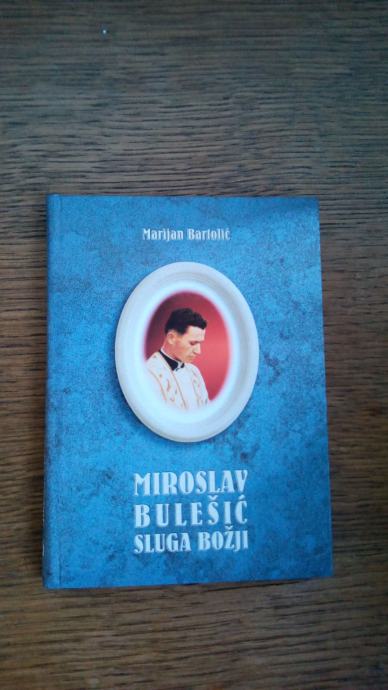 Marijan Bartolić
MIROSLAV
BULEŠIĆ
SLUGA BOŽJI